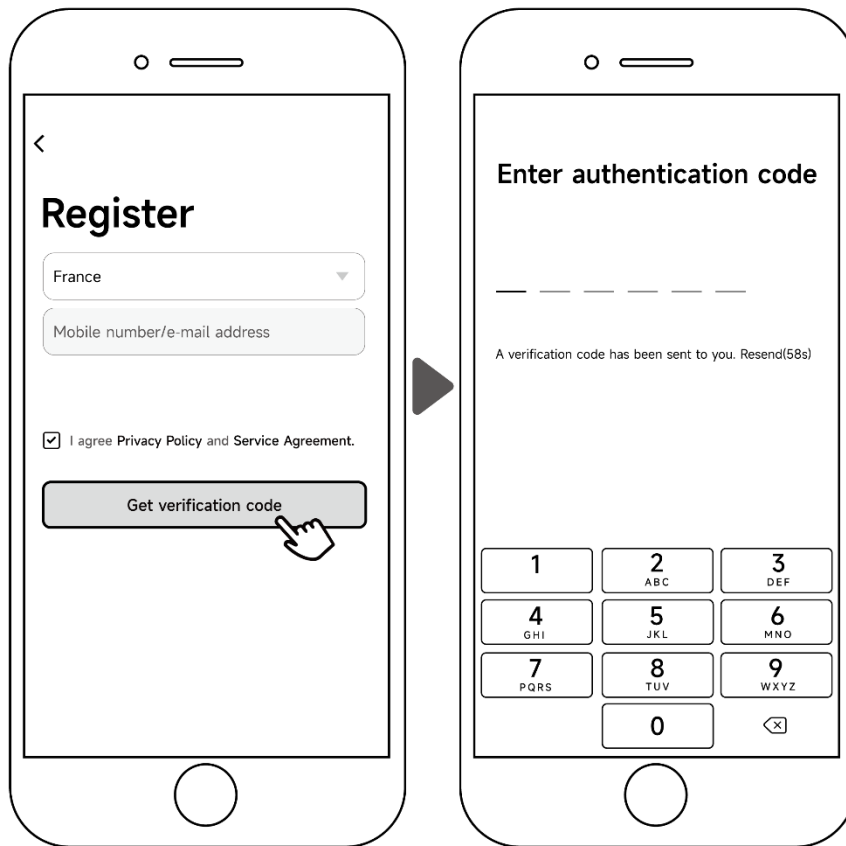 Register
France
Mobile number/e-mail address
I agree Privacy Policy and Service Agreement.
Get verification code
Enter authentication code
A verification code has been sent to you. Resend(58s)
1 2 3
ABC DEF
4 5 6
GHI JKL MNO
7 8 9
PQRS TUV WXYZ
0